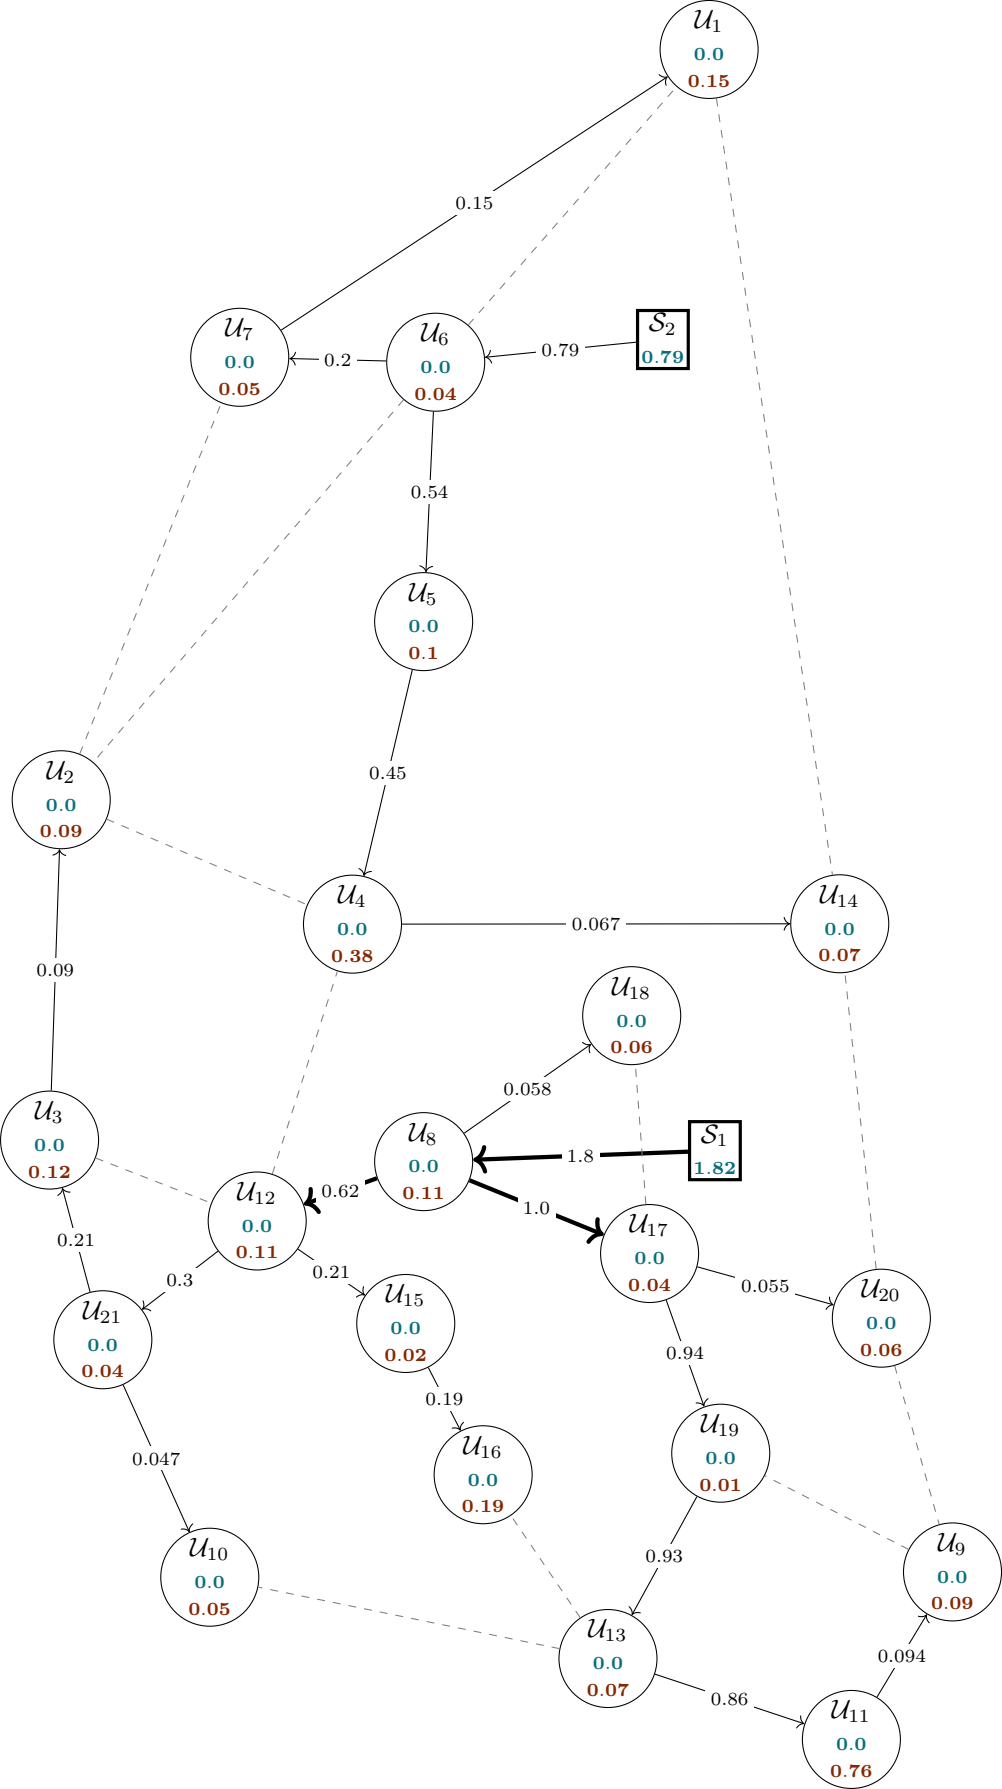 𝒰₁
0.0
0.15
0.15
𝒰₇
0.0
0.05
0.2
𝒰₆
0.0
0.04
0.79
𝒮₂
0.79
0.54
𝒰₅
0.0
0.1
0.45
𝒰₂
0.0
0.09
𝒰₄
0.0
0.38
0.067
𝒰₁₄
0.0
0.07
0.09
𝒰₁₈
0.0
0.06
0.058
𝒰₃
0.0
0.12
𝒰₈
0.0
0.11
1.8
𝒮₁
1.82
𝒰₁₂
0.0
0.11
0.62
1.0
𝒰₁₇
0.0
0.04
0.21
0.3
0.21
0.055
𝒰₂₁
0.0
0.04
𝒰₁₅
0.0
0.02
𝒰₂₀
0.0
0.06
0.94
0.19
0.047
𝒰₁₆
0.0
0.19
𝒰₁₉
0.0
0.01
𝒰₁₀
0.0
0.05
0.93
𝒰₉
0.0
0.09
𝒰₁₃
0.0
0.07
0.094
0.86
𝒰₁₁
0.0
0.76